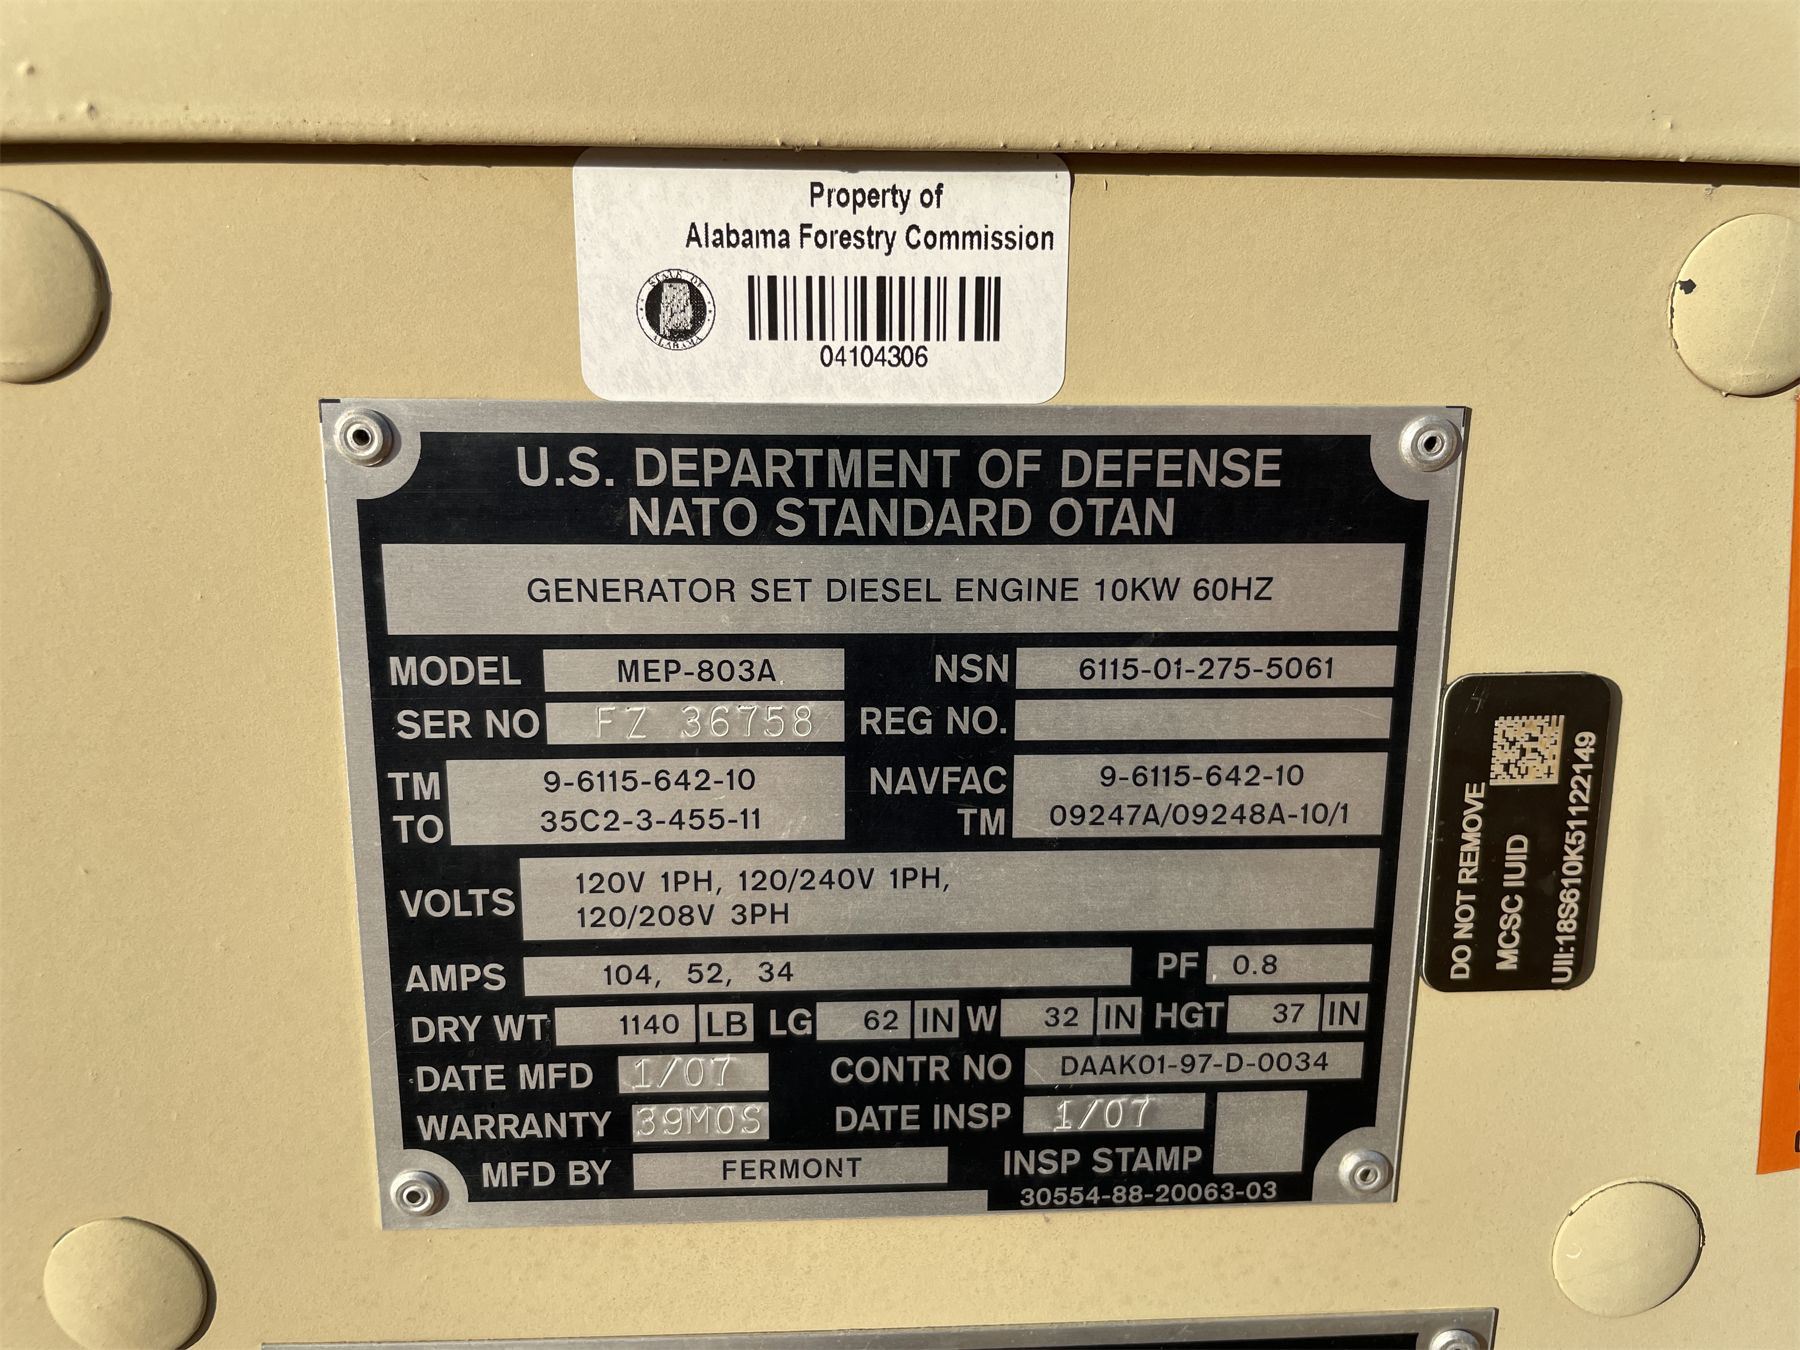 Property of
Alabama Forestry Commission
STATE OF
ALABAMA
04104306
U.S. DEPARTMENT OF DEFENSE
NATO STANDARD OTAN
GENERATOR SET DIESEL ENGINE 10KW 60HZ
MODEL MEP-803A NSN 6115-01-275-5061
SER NO FZ 36758 REG NO.
TM 9-6115-642-10 NAVFAC 9-6115-642-10
TO 35C2-3-455-11 TM 09247A/09248A-10/1
VOLTS 120V 1PH, 120/240V 1PH,
120/208V 3PH
AMPS 104, 52, 34 PF 0.8
DRY WT 1140 LB LG 62 IN W 32 IN HGT 37 IN
DATE MFD 1/07 CONTR NO DAAK01-97-D-0034
WARRANTY 39MOS DATE INSP 1/07
MFD BY FERMONT INSP STAMP
30554-88-20063-03
DO NOT REMOVE
MCSC IUID
UII:18S610K51122149